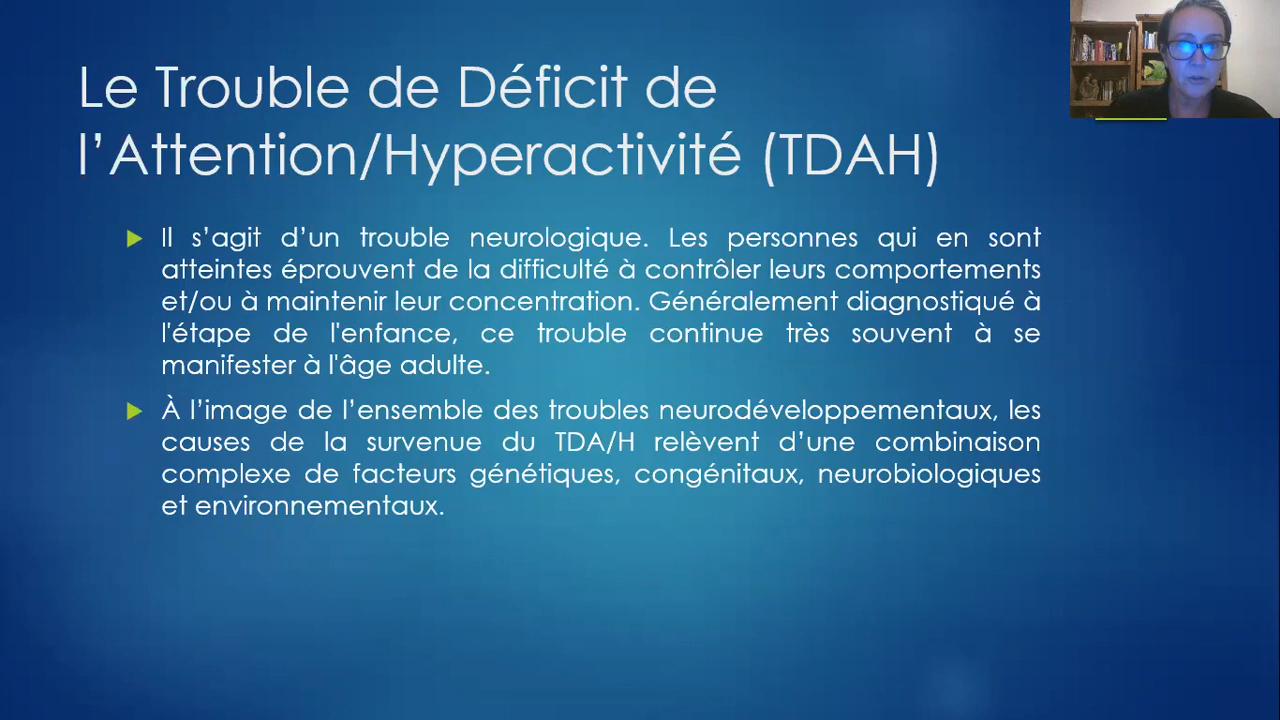 Le Trouble de Déficit de
l’Attention/Hyperactivité (TDAH)
Il s’agit d’un trouble neurologique. Les personnes qui en sont
atteintes éprouvent de la difficulté à contrôler leurs comportements
et/ou à maintenir leur concentration. Généralement diagnostiqué à
l'étape de l'enfance, ce trouble continue très souvent à se
manifester à l'âge adulte.
À l’image de l’ensemble des troubles neurodéveloppementaux, les
causes de la survenue du TDA/H relèvent d’une combinaison
complexe de facteurs génétiques, congénitaux, neurobiologiques
et environnementaux.